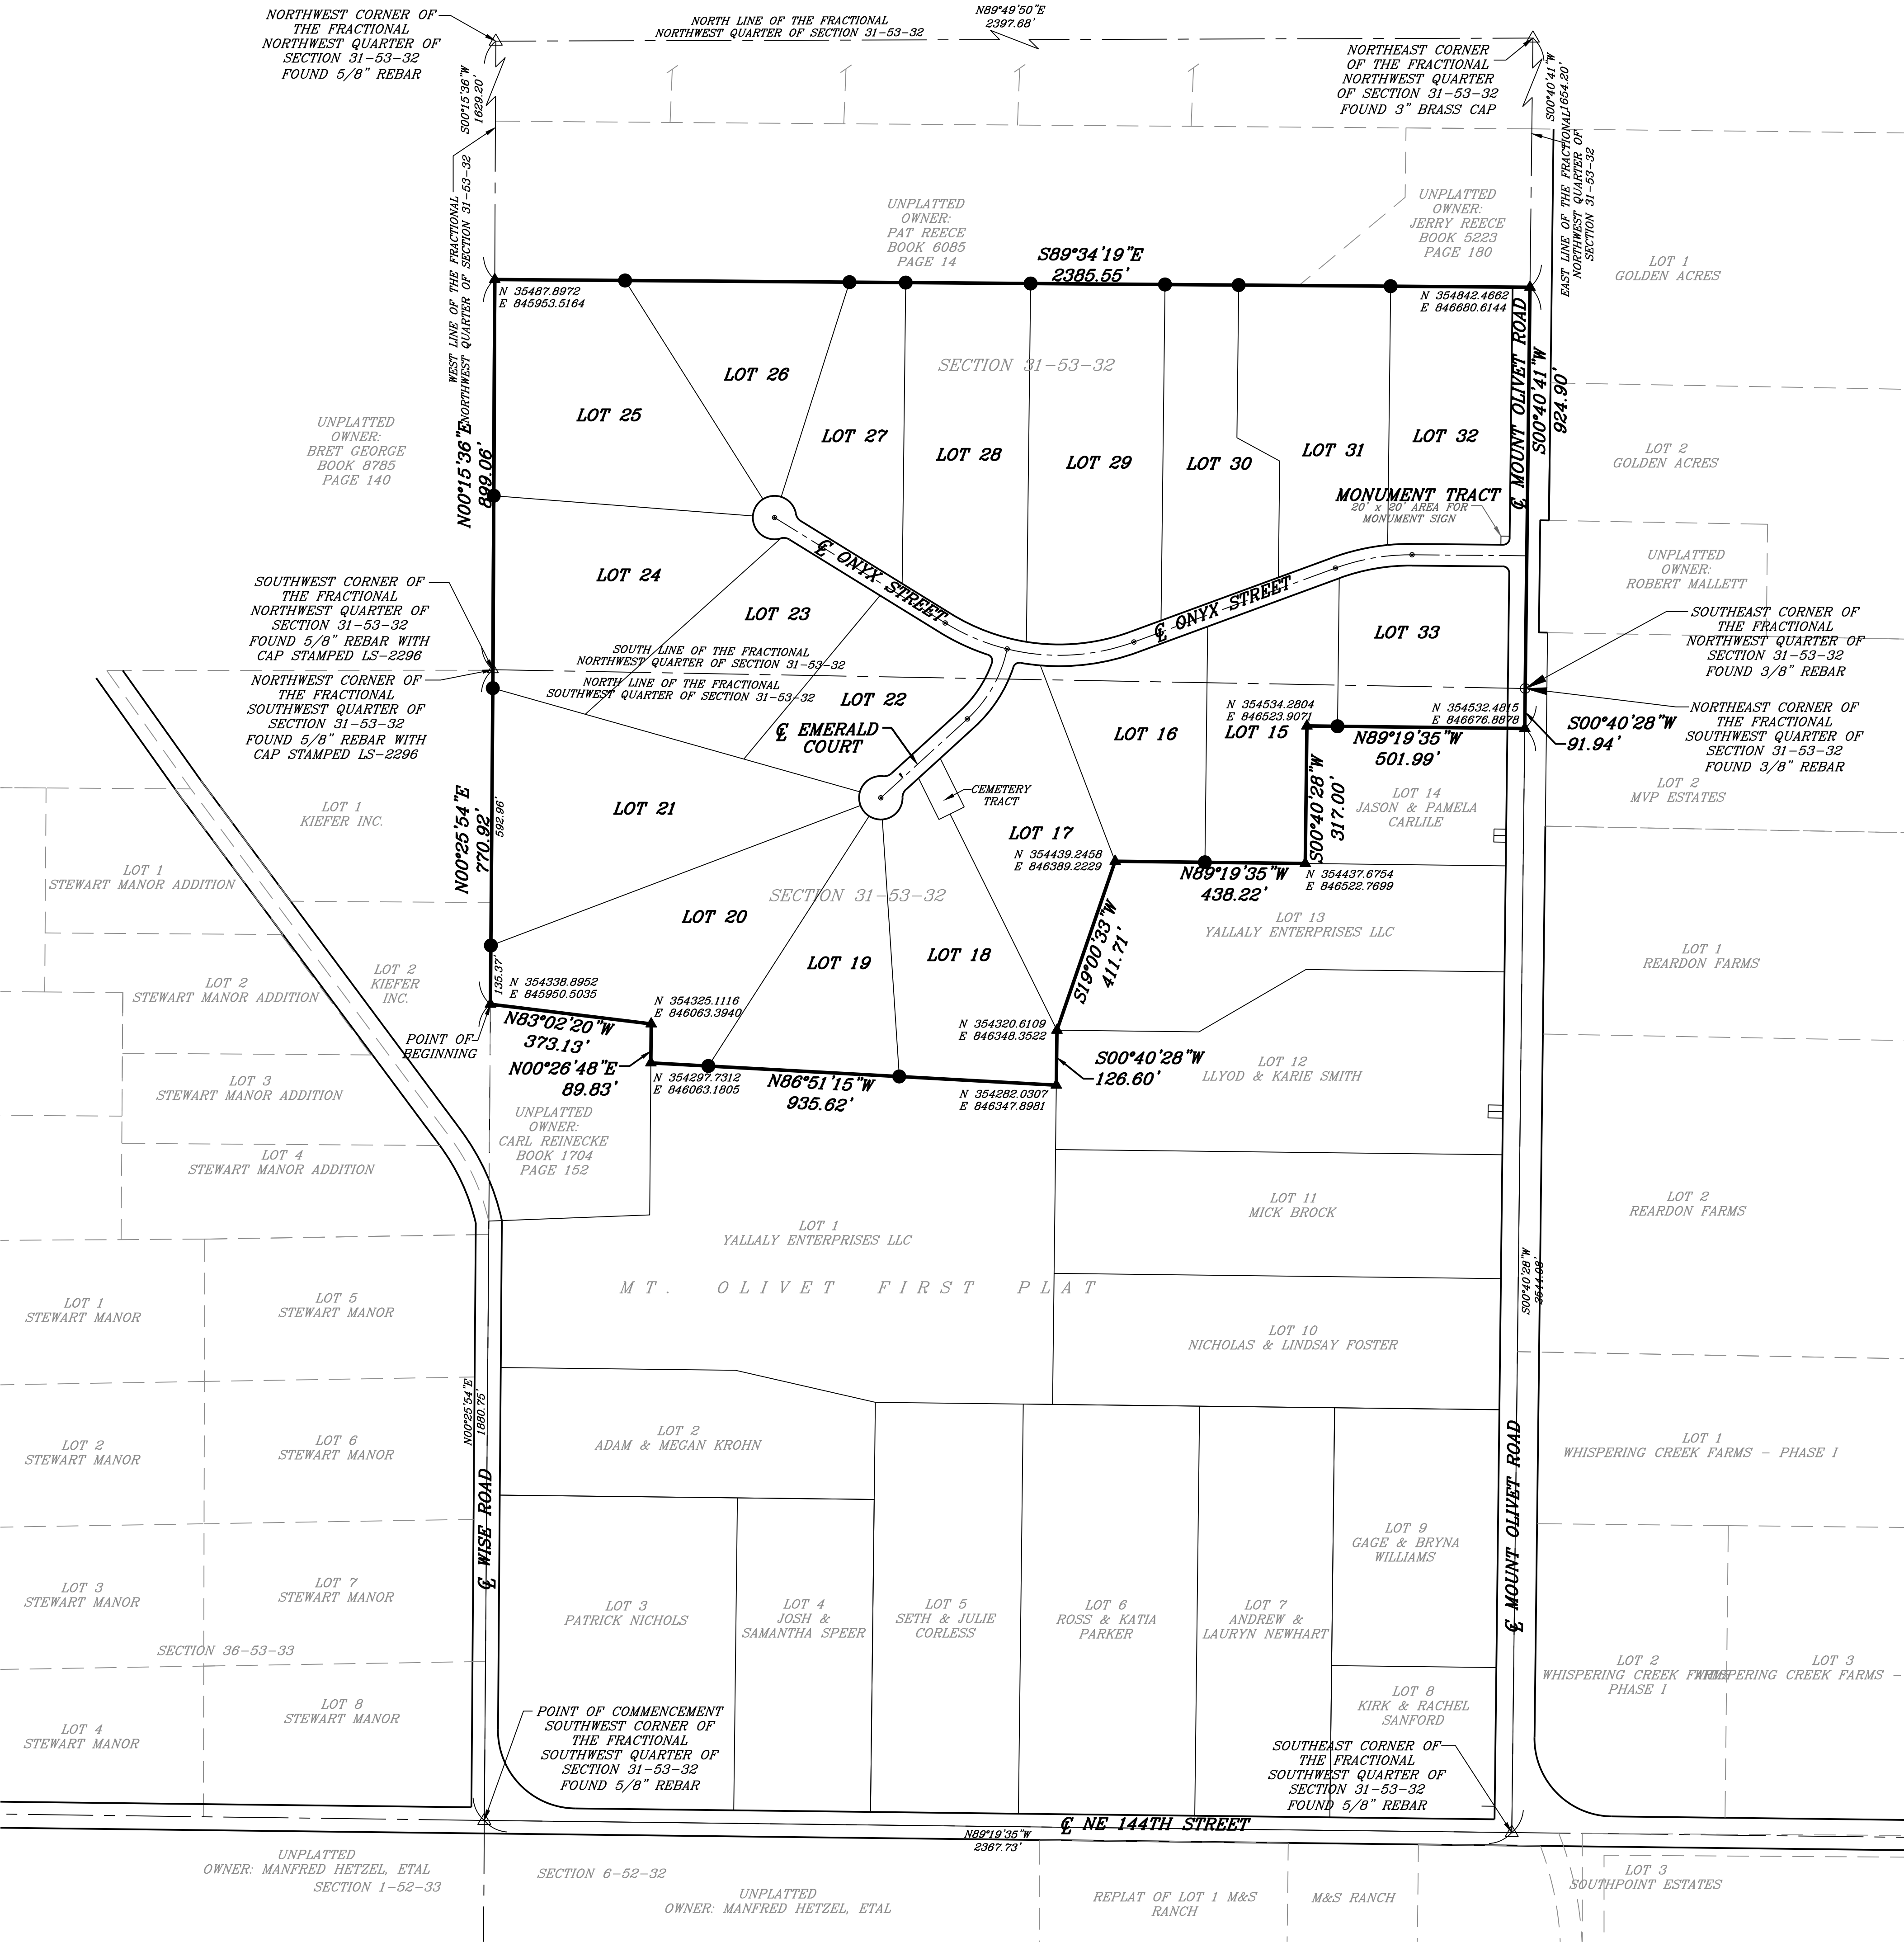 NORTHWEST CORNER OF
THE FRACTIONAL
NORTHWEST QUARTER OF
SECTION 31-53-32
FOUND 5/8" REBAR
NORTH LINE OF THE FRACTIONAL
NORTHWEST QUARTER OF SECTION 31-53-32
N89°49'50"E
2397.68'
NORTHEAST CORNER
OF THE FRACTIONAL
NORTHWEST QUARTER
OF SECTION 31-53-32
FOUND 3" BRASS CAP
S00°15'36"W
1629.20'
S00°40'41"W
1654.20'
WEST LINE OF THE FRACTIONAL
NORTHWEST QUARTER OF SECTION 31-53-32
EAST LINE OF THE FRACTIONAL
NORTHWEST QUARTER OF
SECTION 31-53-32
UNPLATTED
OWNER:
PAT REECE
BOOK 6085
PAGE 14
UNPLATTED
OWNER:
JERRY REECE
BOOK 5223
PAGE 180
LOT 1
GOLDEN ACRES
S89°34'19"E
2385.55'
N 35487.8972
E 845953.5164
N 354842.4662
E 846680.6144
SECTION 31-53-32
LOT 26
LOT 25
LOT 27
LOT 28
LOT 29
LOT 30
LOT 31
LOT 32
℄ MOUNT OLIVET ROAD
S00°40'41"W
924.90'
UNPLATTED
OWNER:
BRET GEORGE
BOOK 8785
PAGE 140
N00°15'36"E
899.06'
LOT 2
GOLDEN ACRES
MONUMENT TRACT
20' x 20' AREA FOR
MONUMENT SIGN
UNPLATTED
OWNER:
ROBERT MALLETT
℄ ONYX STREET
℄ ONYX STREET
LOT 24
LOT 23
LOT 33
SOUTHWEST CORNER OF
THE FRACTIONAL
NORTHWEST QUARTER OF
SECTION 31-53-32
FOUND 5/8" REBAR WITH
CAP STAMPED LS-2296
NORTHWEST CORNER OF
THE FRACTIONAL
SOUTHWEST QUARTER OF
SECTION 31-53-32
FOUND 5/8" REBAR WITH
CAP STAMPED LS-2296
SOUTH LINE OF THE FRACTIONAL
NORTHWEST QUARTER OF SECTION 31-53-32
NORTH LINE OF THE FRACTIONAL
SOUTHWEST QUARTER OF SECTION 31-53-32
SOUTHEAST CORNER OF
THE FRACTIONAL
NORTHWEST QUARTER OF
SECTION 31-53-32
FOUND 3/8" REBAR
NORTHEAST CORNER OF
THE FRACTIONAL
SOUTHWEST QUARTER OF
SECTION 31-53-32
FOUND 3/8" REBAR
LOT 22
℄ EMERALD
COURT
LOT 16
N 354534.2804
E 846523.9071
LOT 15
N 354532.4815
E 846676.8878
S00°40'28"W
91.94'
N89°19'35"W
501.99'
S00°40'28"W
317.00'
LOT 14
JASON & PAMELA
CARLILE
LOT 2
MVP ESTATES
CEMETERY
TRACT
LOT 1
KIEFER INC.
N00°25'54"E
770.92'
592.96'
LOT 21
LOT 17
N 354439.2458
E 846389.2229
N89°19'35"W
438.22'
N 354437.6754
E 846522.7699
LOT 1
STEWART MANOR ADDITION
SECTION 31-53-32
LOT 20
LOT 19
LOT 18
S19°00'33"W
411.71'
LOT 13
YALLALY ENTERPRISES LLC
LOT 1
REARDON FARMS
LOT 2
STEWART MANOR ADDITION
LOT 2
KIEFER
INC.
135.37'
N 354338.8952
E 845950.5035
N83°02'20"W
373.13'
POINT OF
BEGINNING
N 354325.1116
E 846063.3940
N00°26'48"E
89.83'
N 354297.7312
E 846063.1805
N86°51'15"W
935.62'
N 354320.6109
E 846348.3522
S00°40'28"W
126.60'
N 354282.0307
E 846347.8981
LOT 12
LLYOD & KARIE SMITH
LOT 3
STEWART MANOR ADDITION
UNPLATTED
OWNER:
CARL REINECKE
BOOK 1704
PAGE 152
LOT 4
STEWART MANOR ADDITION
LOT 11
MICK BROCK
LOT 2
REARDON FARMS
LOT 1
YALLALY ENTERPRISES LLC
MT. OLIVET FIRST PLAT
S00°40'28"W
2544.08'
LOT 1
STEWART MANOR
LOT 5
STEWART MANOR
LOT 10
NICHOLAS & LINDSAY FOSTER
N00°25'54"E
1880.75'
LOT 2
STEWART MANOR
LOT 6
STEWART MANOR
LOT 2
ADAM & MEGAN KROHN
LOT 1
WHISPERING CREEK FARMS - PHASE I
℄ WISE ROAD
℄ MOUNT OLIVET ROAD
LOT 9
GAGE & BRYNA
WILLIAMS
LOT 3
STEWART MANOR
LOT 7
STEWART MANOR
LOT 3
PATRICK NICHOLS
LOT 4
JOSH &
SAMANTHA SPEER
LOT 5
SETH & JULIE
CORLESS
LOT 6
ROSS & KATIA
PARKER
LOT 7
ANDREW &
LAURYN NEWHART
SECTION 36-53-33
LOT 2
WHISPERING CREEK FARMS
PHASE I
LOT 3
WHISPERING CREEK FARMS -
LOT 8
KIRK & RACHEL
SANFORD
LOT 4
STEWART MANOR
LOT 8
STEWART MANOR
POINT OF COMMENCEMENT
SOUTHWEST CORNER OF
THE FRACTIONAL
SOUTHWEST QUARTER OF
SECTION 31-53-32
FOUND 5/8" REBAR
SOUTHEAST CORNER OF
THE FRACTIONAL
SOUTHWEST QUARTER OF
SECTION 31-53-32
FOUND 5/8" REBAR
℄ NE 144TH STREET
N89°19'35"W
2367.73'
UNPLATTED
OWNER: MANFRED HETZEL, ETAL
SECTION 1-52-33
SECTION 6-52-32
UNPLATTED
OWNER: MANFRED HETZEL, ETAL
REPLAT OF LOT 1 M&S
RANCH
M&S RANCH
LOT 3
SOUTHPOINT ESTATES